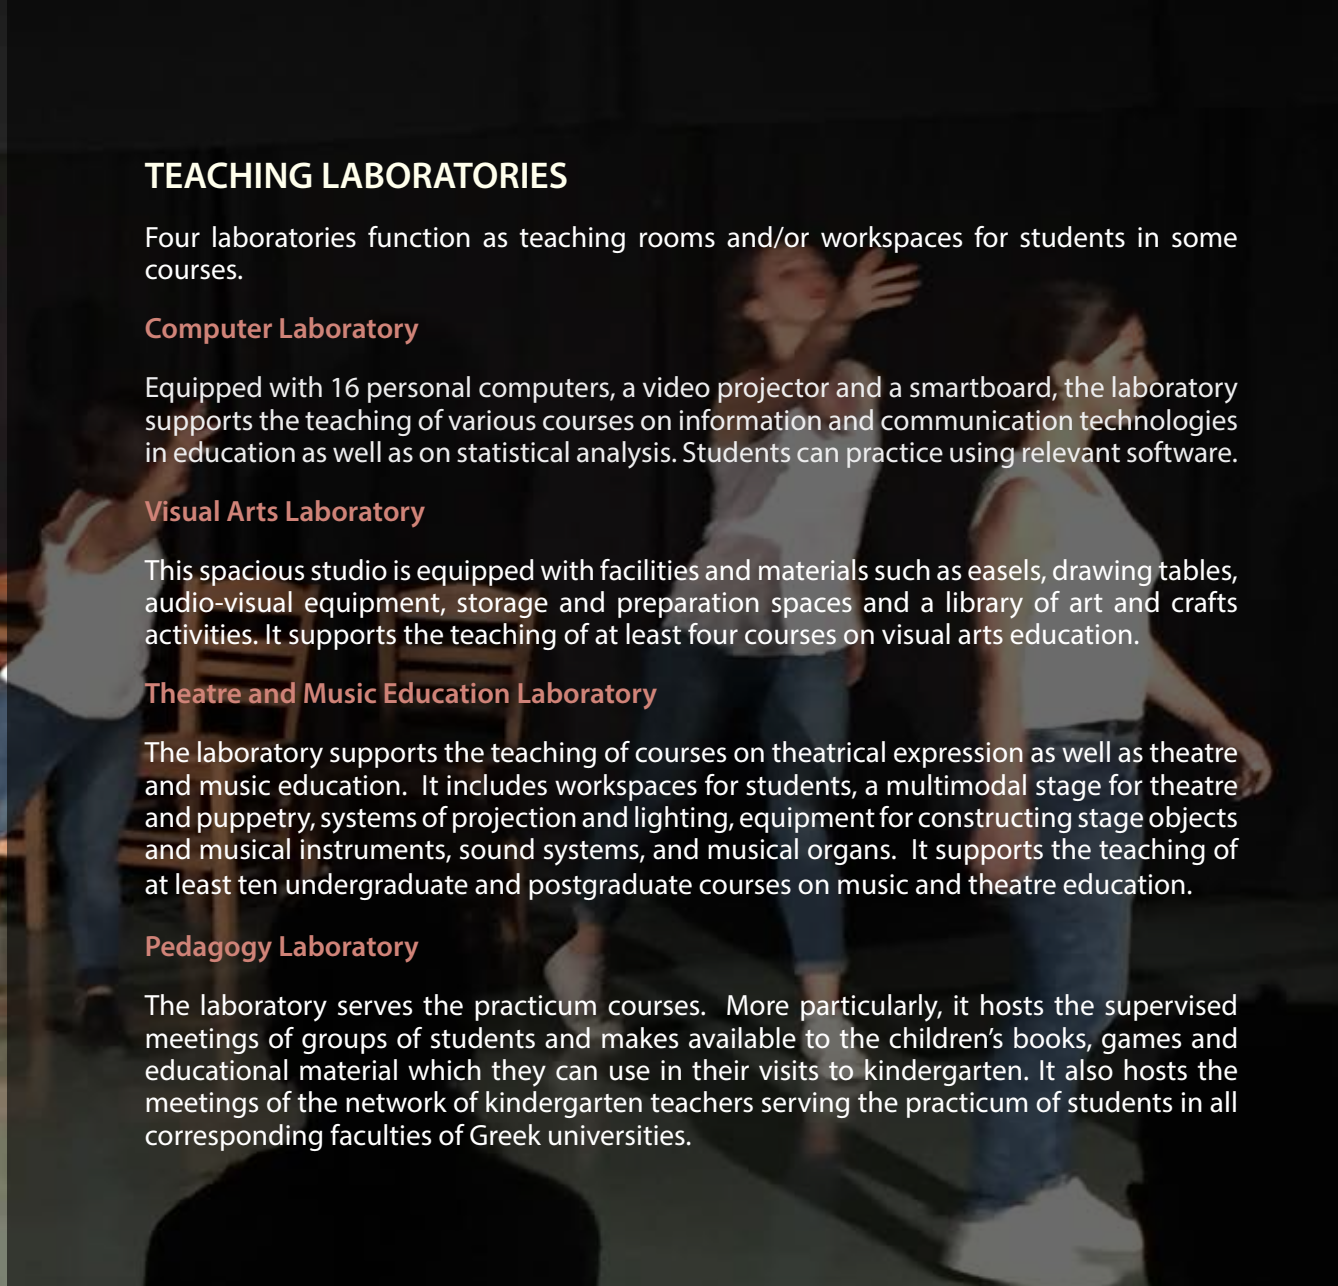 TEACHING LABORATORIES
Four laboratories function as teaching rooms and/or workspaces for students in some
courses.
Computer Laboratory
Equipped with 16 personal computers, a video projector and a smartboard, the laboratory
supports the teaching of various courses on information and communication technologies
in education as well as on statistical analysis. Students can practice using relevant software.
Visual Arts Laboratory
This spacious studio is equipped with facilities and materials such as easels, drawing tables,
audio-visual equipment, storage and preparation spaces and a library of art and crafts
activities. It supports the teaching of at least four courses on visual arts education.
Theatre and Music Education Laboratory
The laboratory supports the teaching of courses on theatrical expression as well as theatre
and music education. It includes workspaces for students, a multimodal stage for theatre
and puppetry, systems of projection and lighting, equipment for constructing stage objects
and musical instruments, sound systems, and musical organs. It supports the teaching of
at least ten undergraduate and postgraduate courses on music and theatre education.
Pedagogy Laboratory
The laboratory serves the practicum courses. More particularly, it hosts the supervised
meetings of groups of students and makes available to the children’s books, games and
educational material which they can use in their visits to kindergarten. It also hosts the
meetings of the network of kindergarten teachers serving the practicum of students in all
corresponding faculties of Greek universities.